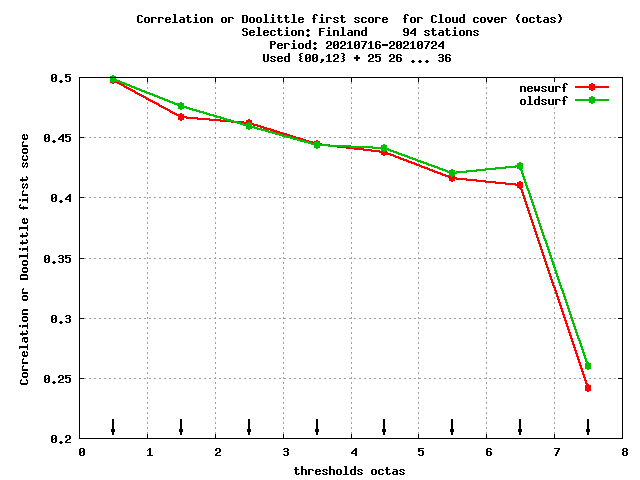 Correlation or Doolittle first score  for Cloud cover (octas)
Selection: Finland     94 stations
Period: 20210716-20210724
Used {00,12} + 25 26 ... 36
newsurf
oldsurf
Correlation or Doolittle first score
0.5
0.45
0.4
0.35
0.3
0.25
0.2
0 1 2 3 4 5 6 7 8
thresholds octas